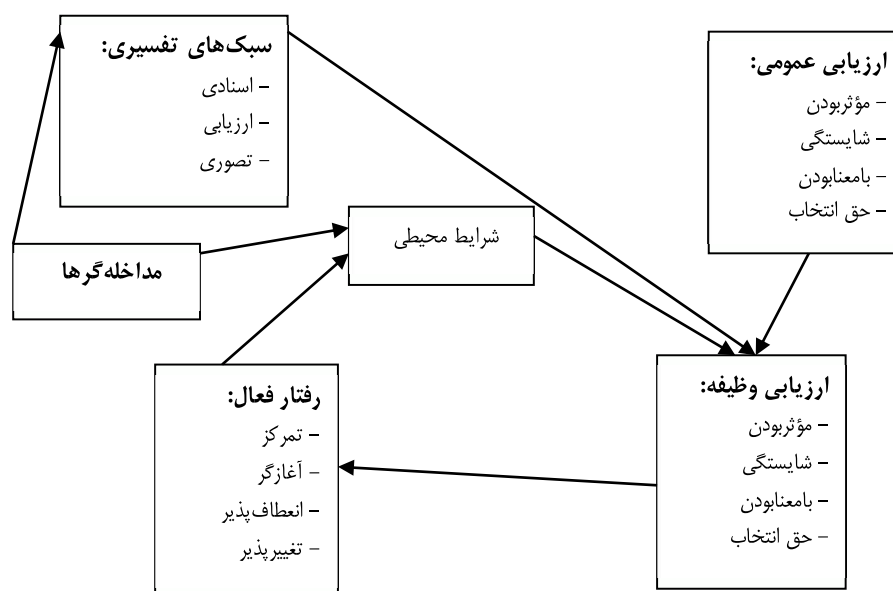 ارزیابی عمومی:
– مؤثربودن
– شایستگی
– بامعنابودن
– حق انتخاب
سبک‌های تفسیری:
– اسنادی
– ارزیابی
– تصوری
شرایط محیطی
مداخله‌گرها
ارزیابی وظیفه:
– مؤثربودن
– شایستگی
– بامعنابودن
– حق انتخاب
رفتار فعال:
– تمرکز
– آغازگر
– انعطاف‌پذیر
– تغییرپذیر